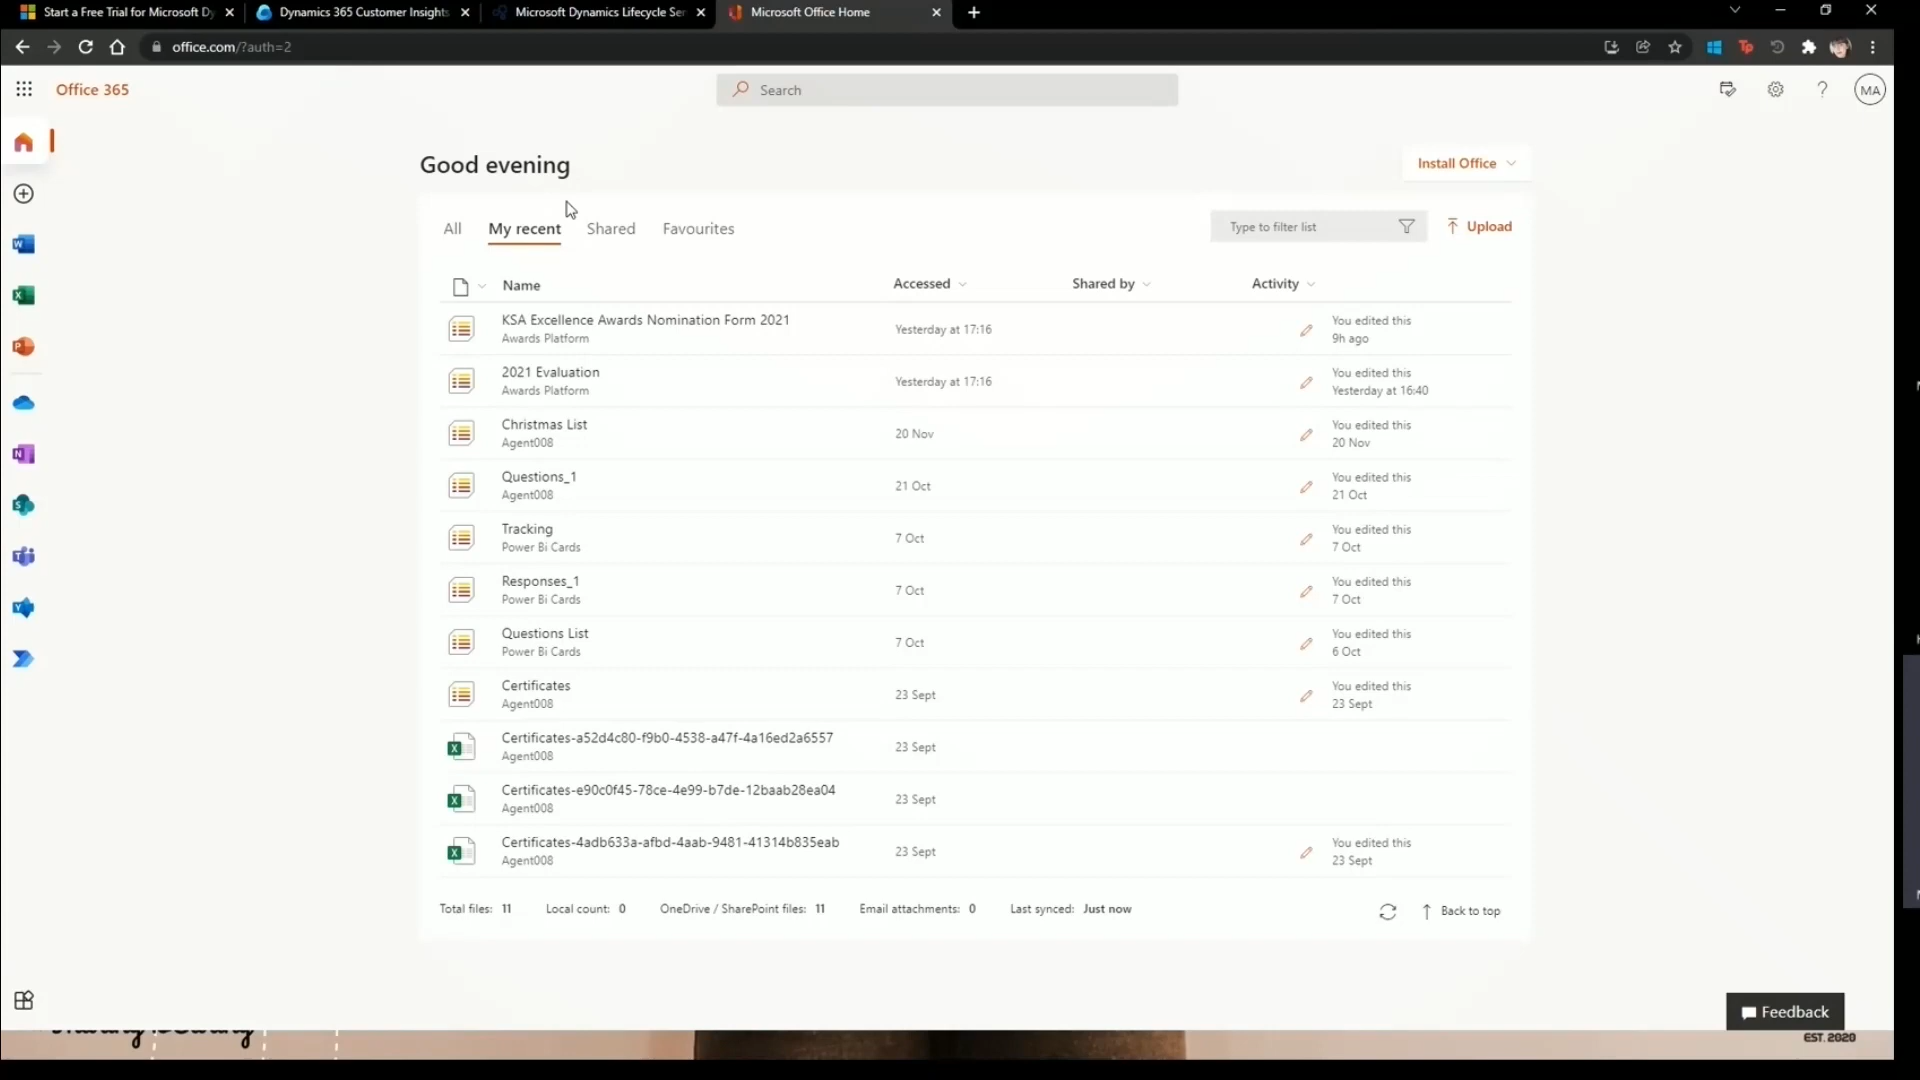 Start a Free Trial for Microsoft Dy
Dynamics 365 Customer Insights
Microsoft Dynamics Lifecycle Ser
Microsoft Office Home
office.com/?auth=2
Office 365
Search
MA
Good evening
Install Office
All
My recent
Shared
Favourites
Type to filter list
Upload
Name
Accessed
Shared by
Activity
KSA Excellence Awards Nomination Form 2021
Awards Platform
Yesterday at 17:16
You edited this
9h ago
2021 Evaluation
Awards Platform
Yesterday at 17:16
You edited this
Yesterday at 16:40
Christmas List
Agent008
20 Nov
You edited this
20 Nov
Questions_1
Agent008
21 Oct
You edited this
21 Oct
Tracking
Power Bi Cards
7 Oct
You edited this
7 Oct
Responses_1
Power Bi Cards
7 Oct
You edited this
7 Oct
Questions List
Power Bi Cards
7 Oct
You edited this
6 Oct
Certificates
Agent008
23 Sept
You edited this
23 Sept
Certificates-a52d4c80-f9b0-4538-a47f-4a16ed2a6557
Agent008
23 Sept
Certificates-e90c0f45-78ce-4e99-b7de-12baab28ea04
Agent008
23 Sept
Certificates-4adb633a-afbd-4aab-9481-41314b835eab
Agent008
23 Sept
You edited this
23 Sept
Total files: 11
Local count: 0
OneDrive / SharePoint files: 11
Email attachments: 0
Last synced: Just now
Back to top
Feedback
EST. 2020